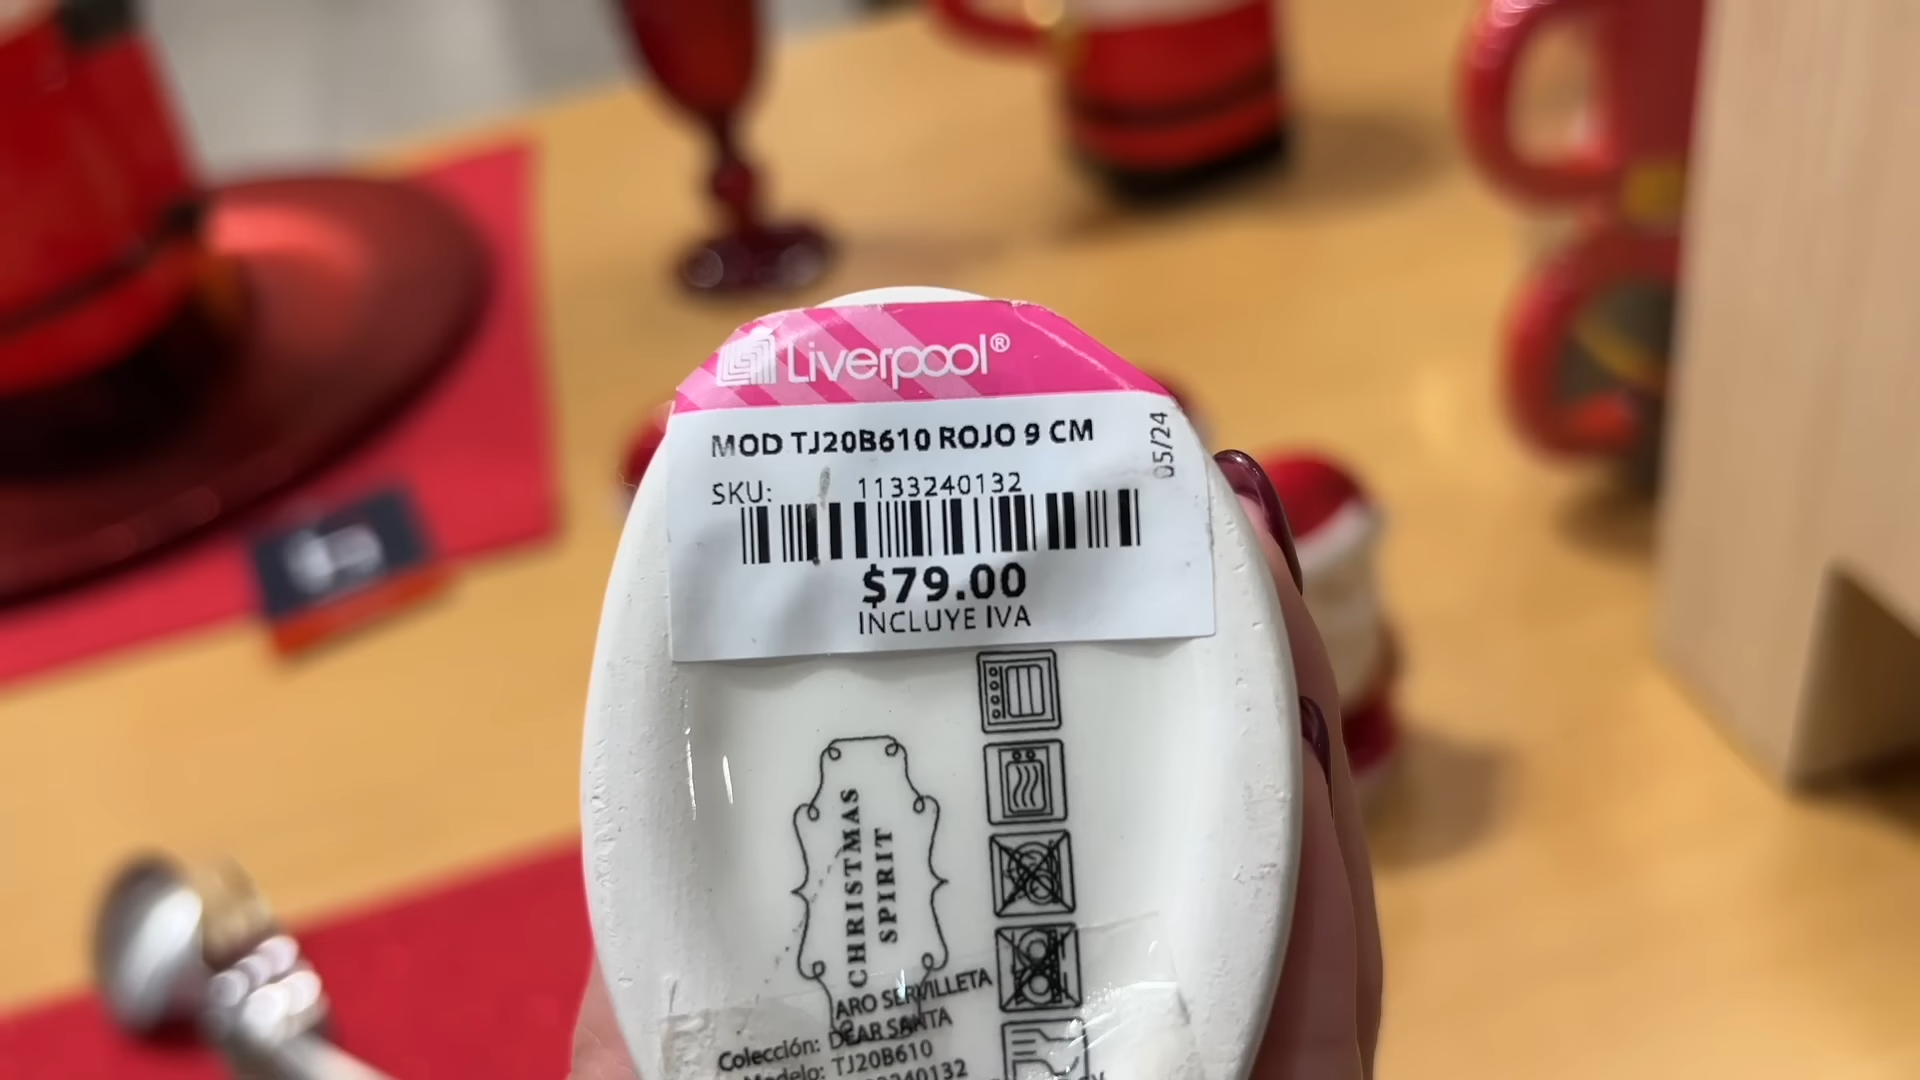 Liverpool®
MOD TJ20B610 ROJO 9 CM
05/24
SKU: 1133240132
$79.00
INCLUYE IVA
CHRISTMAS
SPIRIT
ARO SERVILLETA
Colección: DEAR SANTA
Modelo: TJ20B610